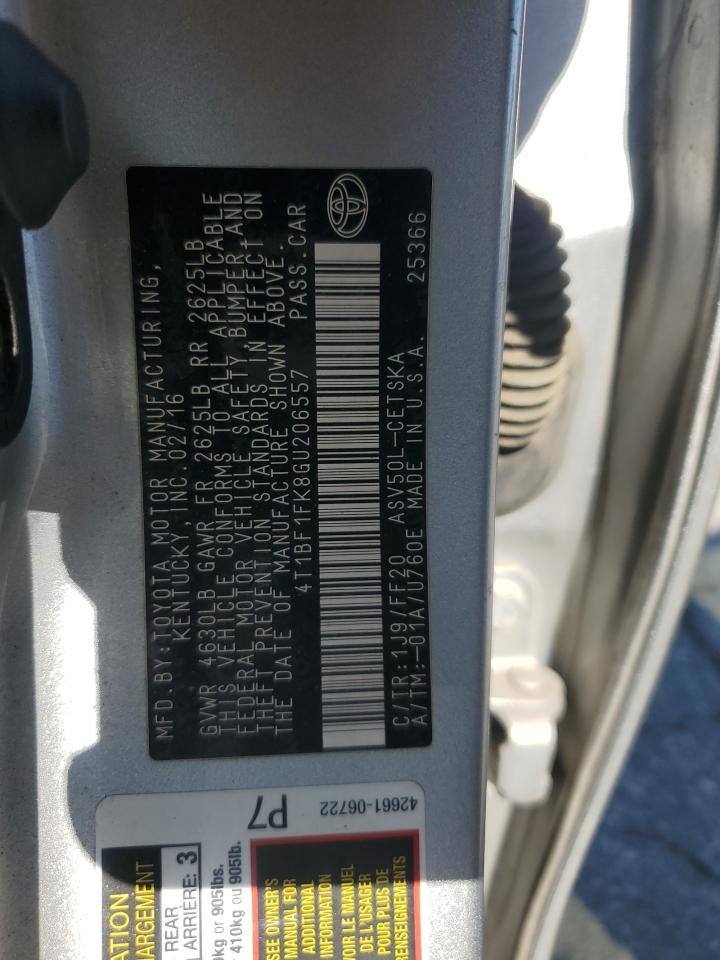 MFD.BY:TOYOTA MOTOR MANUFACTURING,
KENTUCKY, INC. 02/16
GVWR 4630LB GAWR FR 2625LB RR 2625LB
THIS VEHICLE CONFORMS TO ALL APPLICABLE
FEDERAL MOTOR VEHICLE SAFETY, BUMPER, AND
THEFT PREVENTION STANDARDS IN EFFECT ON
THE DATE OF MANUFACTURE SHOWN ABOVE.
4T1BF1FK8GU206557 PASS.CAR
C/TR:1J9/FF20 ASV50L-CETSKA
A/TM:-01A/U760E MADE IN U.S.A. 25366
P7
42661-06722
REAR
ARRIÈRE: 3
or 905lbs.
410kg ou 905lb.
SEE OWNER'S
MANUAL FOR
ADDITIONAL
INFORMATION
VOIR LE MANUEL
DE L'USAGER
POUR PLUS DE
RENSEIGNEMENTS